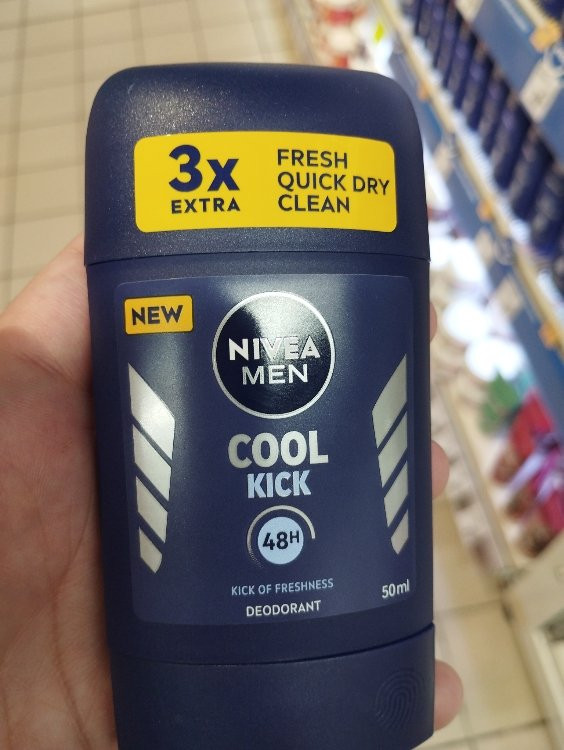 3x
EXTRA
FRESH
QUICK DRY
CLEAN
NEW
NIVEA
MEN
COOL
KICK
48H
KICK OF FRESHNESS
DEODORANT
50ml